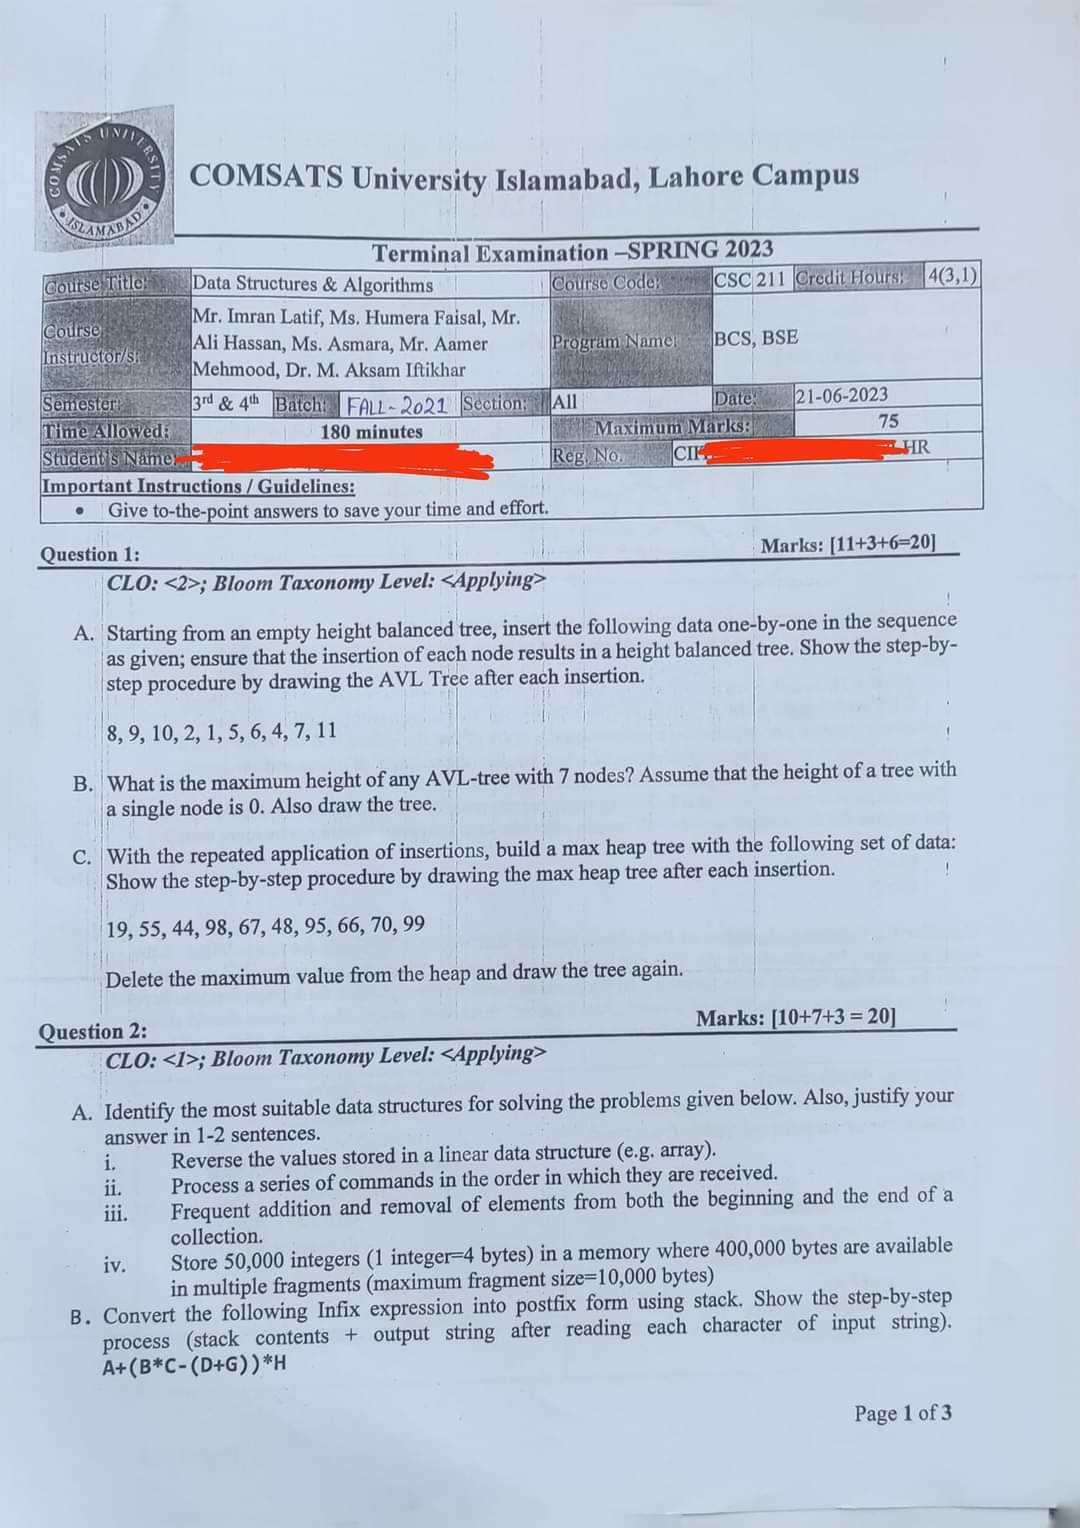 COMSATS UNIVERSITY
ISLAMABAD
COMSATS University Islamabad, Lahore Campus
Terminal Examination –SPRING 2023
Course Title: Data Structures & Algorithms Course Code: CSC 211 Credit Hours: 4(3,1)
Course Instructor/s: Mr. Imran Latif, Ms. Humera Faisal, Mr.
Ali Hassan, Ms. Asmara, Mr. Aamer
Mehmood, Dr. M. Aksam Iftikhar
Program Name: BCS, BSE
Semester: 3rd & 4th Batch: FALL-2021 Section: All Date: 21-06-2023
Time Allowed: 180 minutes Maximum Marks: 75
Student's Name Reg. No. CII HR
Important Instructions / Guidelines:
• Give to-the-point answers to save your time and effort.
Question 1: Marks: [11+3+6=20]
CLO: <2>; Bloom Taxonomy Level: <Applying>
A. Starting from an empty height balanced tree, insert the following data one-by-one in the sequence
as given; ensure that the insertion of each node results in a height balanced tree. Show the step-by-
step procedure by drawing the AVL Tree after each insertion.
8, 9, 10, 2, 1, 5, 6, 4, 7, 11
B. What is the maximum height of any AVL-tree with 7 nodes? Assume that the height of a tree with
a single node is 0. Also draw the tree.
C. With the repeated application of insertions, build a max heap tree with the following set of data:
Show the step-by-step procedure by drawing the max heap tree after each insertion.
19, 55, 44, 98, 67, 48, 95, 66, 70, 99
Delete the maximum value from the heap and draw the tree again.
Question 2: Marks: [10+7+3 = 20]
CLO: <1>; Bloom Taxonomy Level: <Applying>
A. Identify the most suitable data structures for solving the problems given below. Also, justify your
answer in 1-2 sentences.
i. Reverse the values stored in a linear data structure (e.g. array).
ii. Process a series of commands in the order in which they are received.
iii. Frequent addition and removal of elements from both the beginning and the end of a
collection.
iv. Store 50,000 integers (1 integer=4 bytes) in a memory where 400,000 bytes are available
in multiple fragments (maximum fragment size=10,000 bytes)
B. Convert the following Infix expression into postfix form using stack. Show the step-by-step
process (stack contents + output string after reading each character of input string).
A+(B*C-(D+G))*H
Page 1 of 3